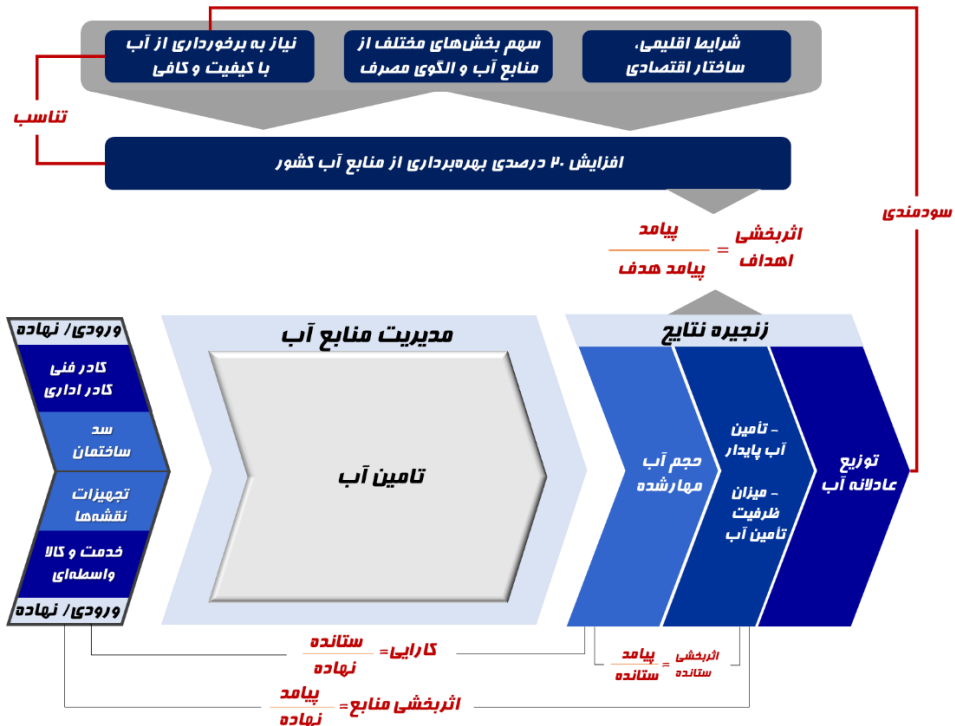 شرایط اقلیمی،
ساختار اقتصادی
سهم بخش‌های مختلف از
منابع آب و الگوی مصرف
نیاز به برخورداری از آب
با کیفیت و کافی
تناسب
افزایش ۲۰ درصدی بهره‌برداری از منابع آب کشور
سودمندی
اثربخشی
اهداف
=
پیامد
پیامد هدف
ورودی/ نهاده
کادر فنی
کادر اداری
سد
ساختمان
تجهیزات
نقشه‌ها
خدمت و کالا
واسطه‌ای
ورودی/ نهاده
مدیریت منابع آب
تامین آب
زنجیره نتایج
حجم آب
مهارشده
- تأمین
آب پایدار
- میزان
ظرفیت
تأمین آب
توزیع
عادلانه آب
کارایی=
ستانده
نهاده
اثربخشی
ستانده
=
پیامد
ستانده
اثربخشی منابع=
پیامد
نهاده